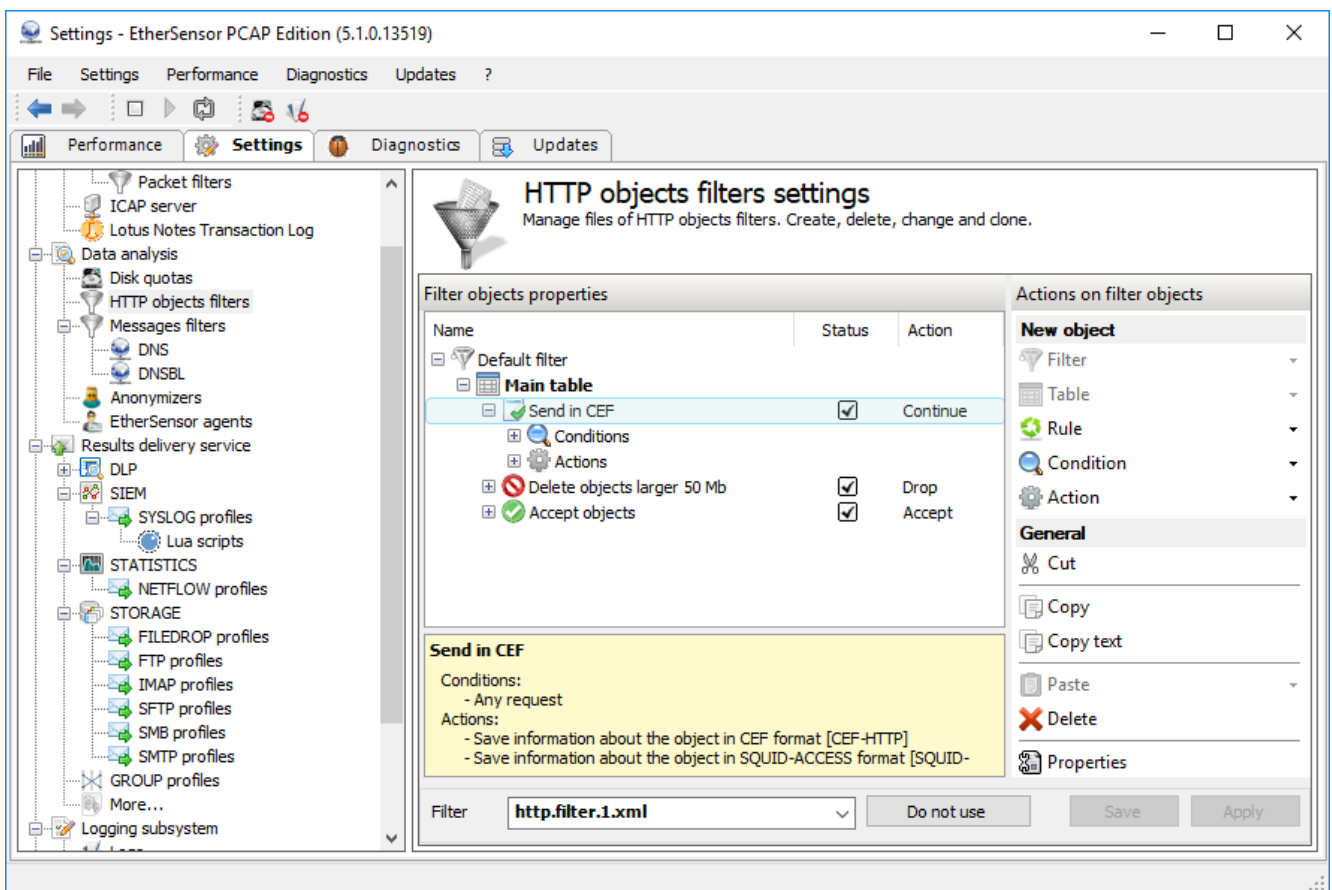 Settings - EtherSensor PCAP Edition (5.1.0.13519)
File Settings Performance Diagnostics Updates ?
Performance Settings Diagnostics Updates
Packet filters
ICAP server
Lotus Notes Transaction Log
Data analysis
Disk quotas
HTTP objects filters
Messages filters
DNS
DNSBL
Anonymizers
EtherSensor agents
Results delivery service
DLP
SIEM
SYSLOG profiles
Lua scripts
STATISTICS
NETFLOW profiles
STORAGE
FILEDROP profiles
FTP profiles
IMAP profiles
SFTP profiles
SMB profiles
SMTP profiles
GROUP profiles
More...
Logging subsystem
HTTP objects filters settings
Manage files of HTTP objects filters. Create, delete, change and clone.
Filter objects properties
Name Status Action
Default filter
Main table
Send in CEF Continue
Conditions
Actions
Delete objects larger 50 Mb Drop
Accept objects Accept
Send in CEF
Conditions:
- Any request
Actions:
- Save information about the object in CEF format [CEF-HTTP]
- Save information about the object in SQUID-ACCESS format [SQUID-
Filter http.filter.1.xml Do not use Save Apply
Actions on filter objects
New object
Filter
Table
Rule
Condition
Action
General
Cut
Copy
Copy text
Paste
Delete
Properties